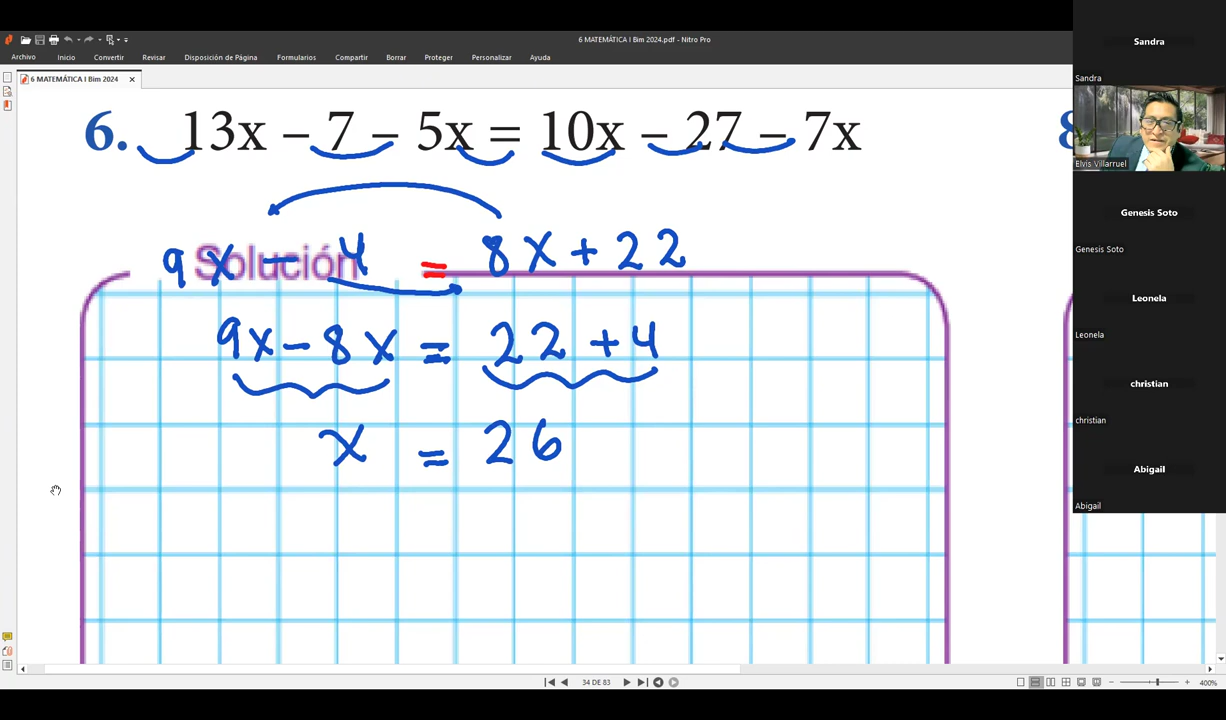 6 MATEMÁTICA I Bim 2024.pdf - Nitro Pro
Archivo Inicio Convertir Revisar Disposición de Página Formularios Compartir Borrar Proteger Personalizar Ayuda
6 MATEMÁTICA I Bim 2024
6. 13x – 7 – 5x = 10x – 27 – 7x
8
Solución
9x - 4 = 8x + 22
9x - 8x = 22 + 4
x = 26
34 DE 83
400%
Sandra
Sandra
Elvis Villarruel
Genesis Soto
Genesis Soto
Leonela
Leonela
christian
christian
Abigail
Abigail